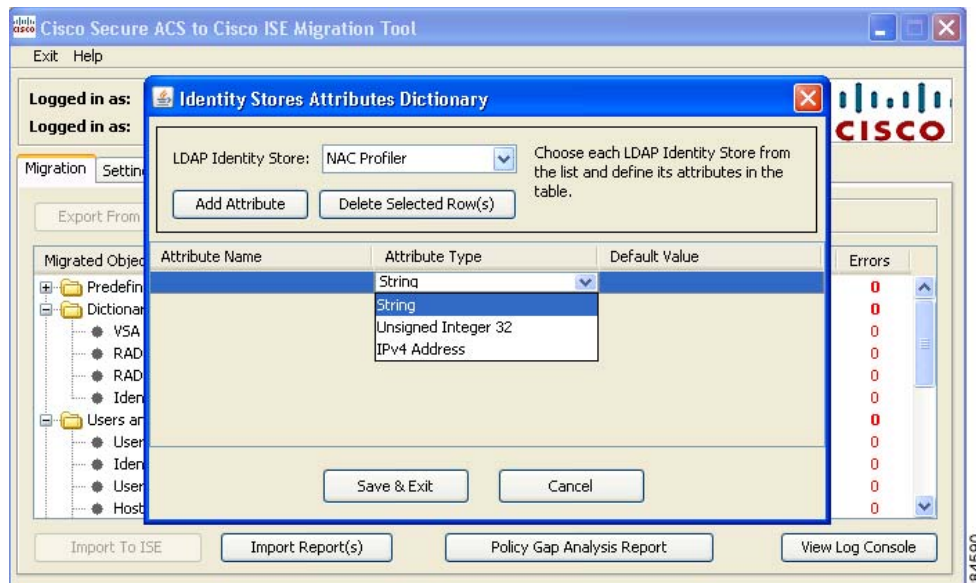 Cisco Secure ACS to Cisco ISE Migration Tool
Exit Help
Logged in as:
Logged in as:
CISCO
Identity Stores Attributes Dictionary
LDAP Identity Store: NAC Profiler
Choose each LDAP Identity Store from
the list and define its attributes in the
table.
Add Attribute Delete Selected Row(s)
Migration Settin
Export From
Attribute Name Attribute Type Default Value
String
String
Unsigned Integer 32
IPv4 Address
Save & Exit Cancel
Migrated Objec Errors
Predefin 0
Dictionar 0
VSA 0
RAD 0
RAD 0
Iden 0
Users an 0
User 0
Iden 0
User 0
Host 0
Import To ISE Import Report(s) Policy Gap Analysis Report View Log Console